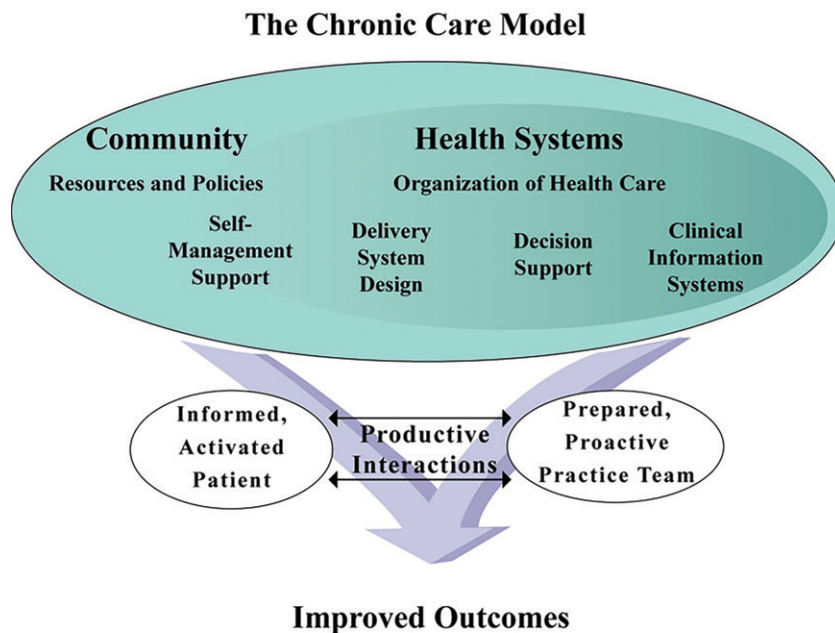 The Chronic Care Model
Community
Resources and Policies
Health Systems
Organization of Health Care
Self-
Management
Support
Delivery
System
Design
Decision
Support
Clinical
Information
Systems
Informed,
Activated
Patient
Productive
Interactions
Prepared,
Proactive
Practice Team
Improved Outcomes